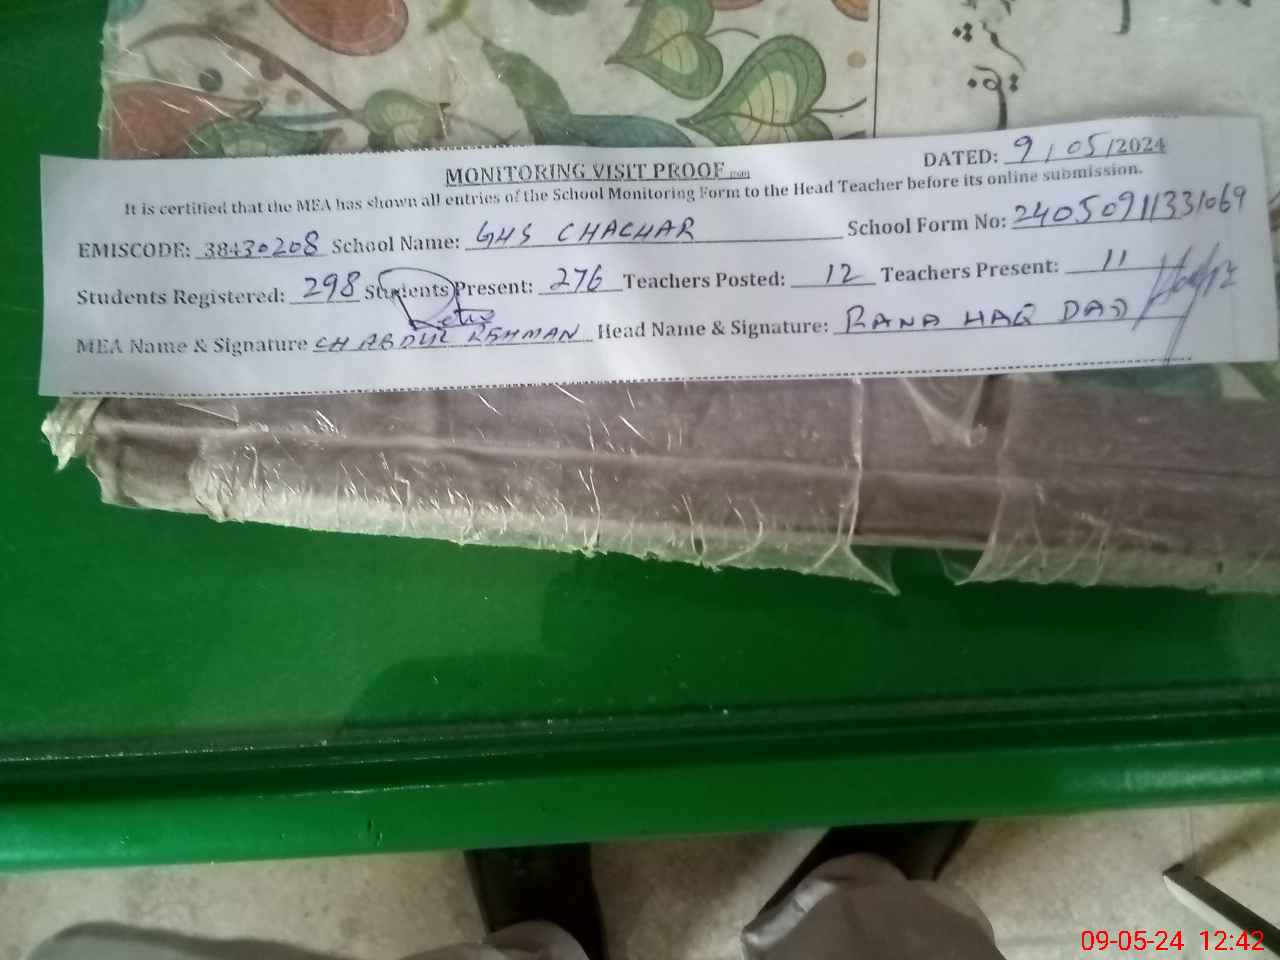 MONITORING VISIT PROOF
DATED: 9/05/2024
It is certified that the MEA has shown all entries of the School Monitoring Form to the Head Teacher before its online submission.
EMISCODE: 38430208 School Name: GHS CHACHAR School Form No: 24050911331069
Students Registered: 298 Students Present: 276 Teachers Posted: 12 Teachers Present: 11
MEA Name & Signature CH ABDUL REHMAN Head Name & Signature: RANA HAQ DAD
09-05-24 12:42